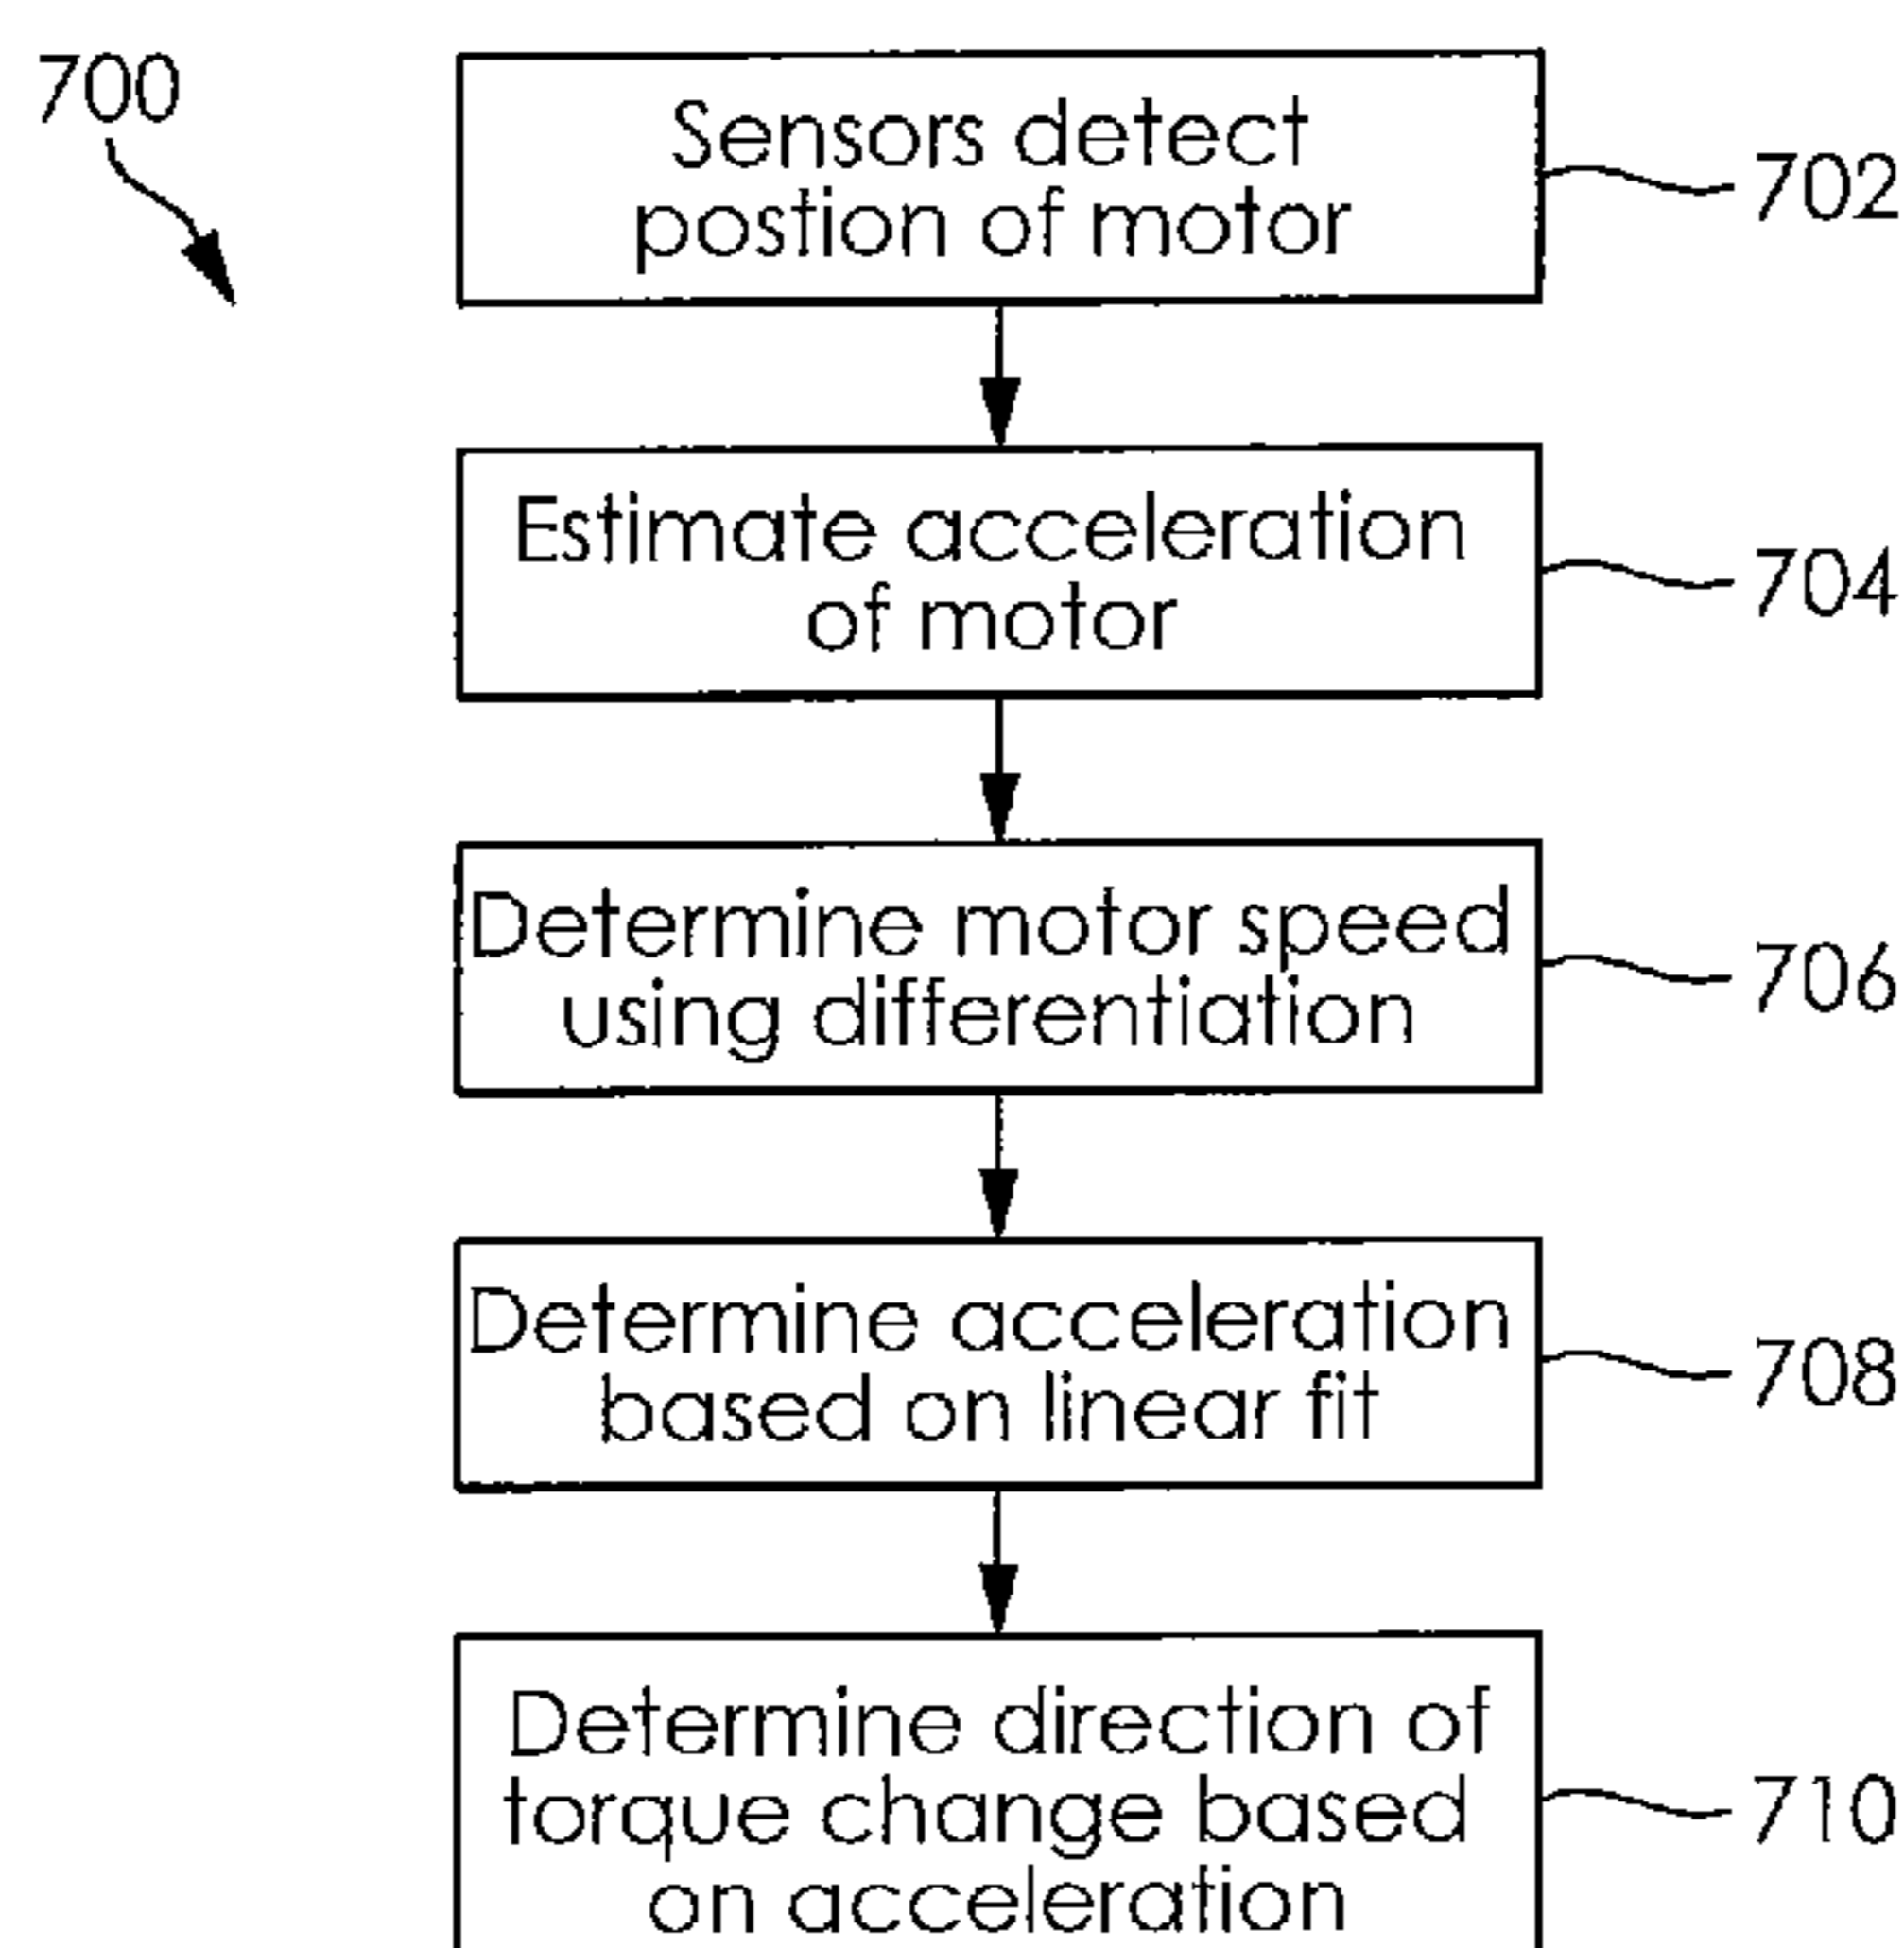 700
Sensors detect
postion of motor
702
Estimate acceleration
of motor
704
Determine motor speed
using differentiation
706
Determine acceleration
based on linear fit
708
Determine direction of
torque change based
on acceleration
710